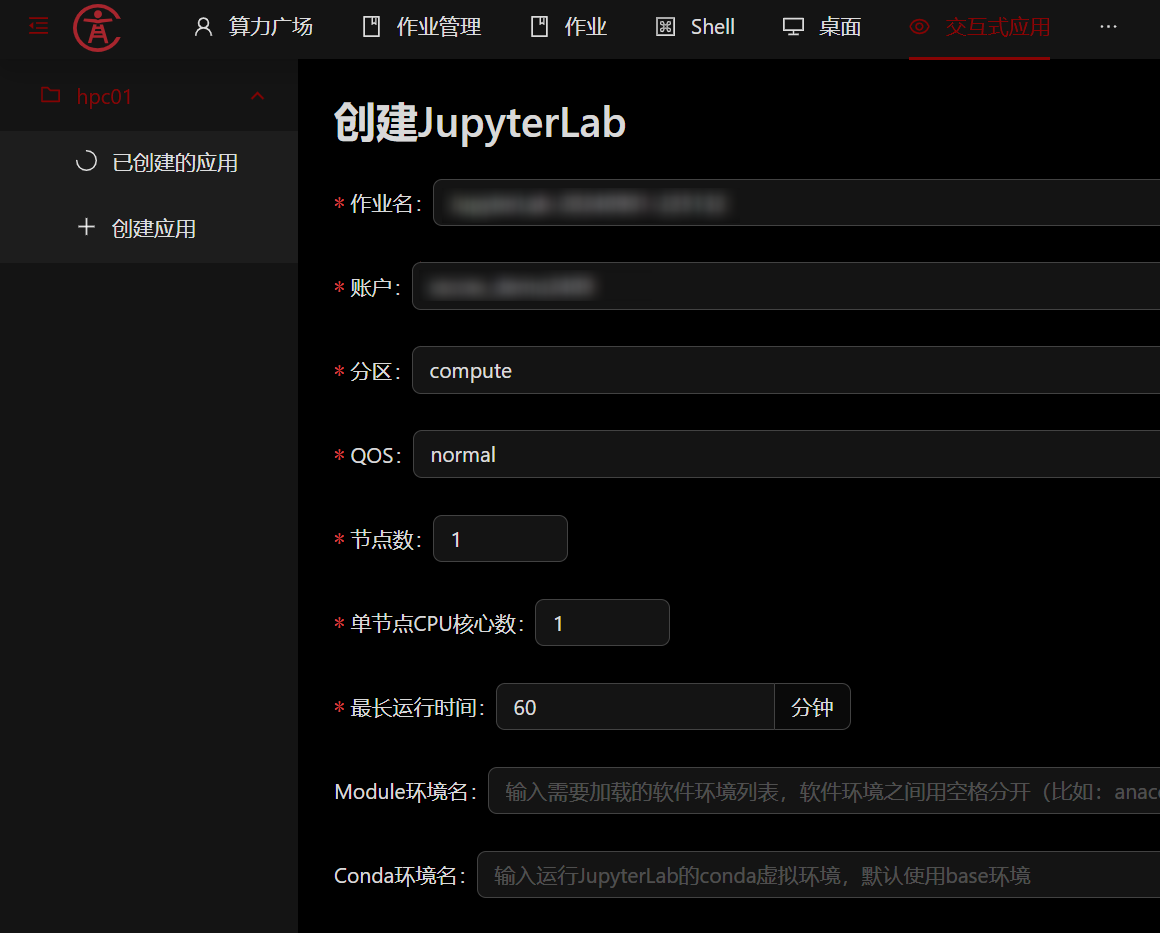 算力广场 作业管理 作业 Shell 桌面 交互式应用 ···
hpc01
已创建的应用
创建应用
创建JupyterLab
* 作业名：
* 账户：
* 分区： compute
* QOS： normal
* 节点数： 1
* 单节点CPU核心数： 1
* 最长运行时间： 60 分钟
Module环境名： 输入需要加载的软件环境列表，软件环境之间用空格分开（比如：anac
Conda环境名： 输入运行JupyterLab的conda虚拟环境，默认使用base环境